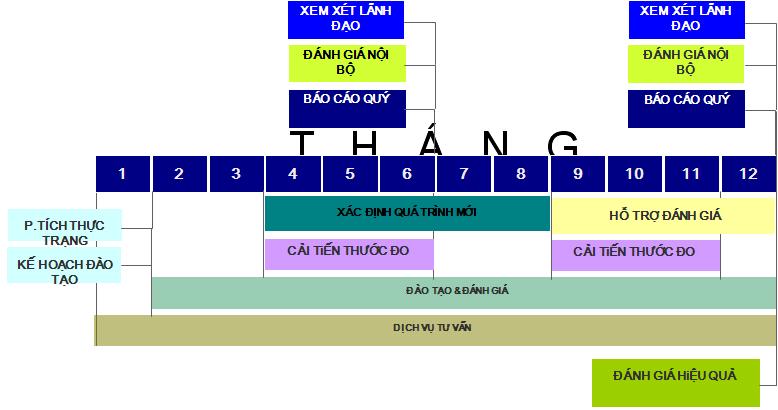 XEM XÉT LÃNH
ĐẠO
XEM XÉT LÃNH
ĐẠO
ĐÁNH GIÁ NỘI
BỘ
ĐÁNH GIÁ NỘI
BỘ
BÁO CÁO QUÝ
BÁO CÁO QUÝ
T H Á N G
1 2 3 4 5 6 7 8 9 10 11 12
XÁC ĐỊNH QUÁ TRÌNH MỚI
HỖ TRỢ ĐÁNH GIÁ
P.TÍCH THỰC
TRẠNG
CẢI TiẾN THƯỚC ĐO
CẢI TiẾN THƯỚC ĐO
KẾ HOẠCH ĐÀO
TẠO
ĐÀO TẠO & ĐÁNH GIÁ
DỊCH VỤ TƯ VẤN
ĐÁNH GIÁ HiỆU QUẢ